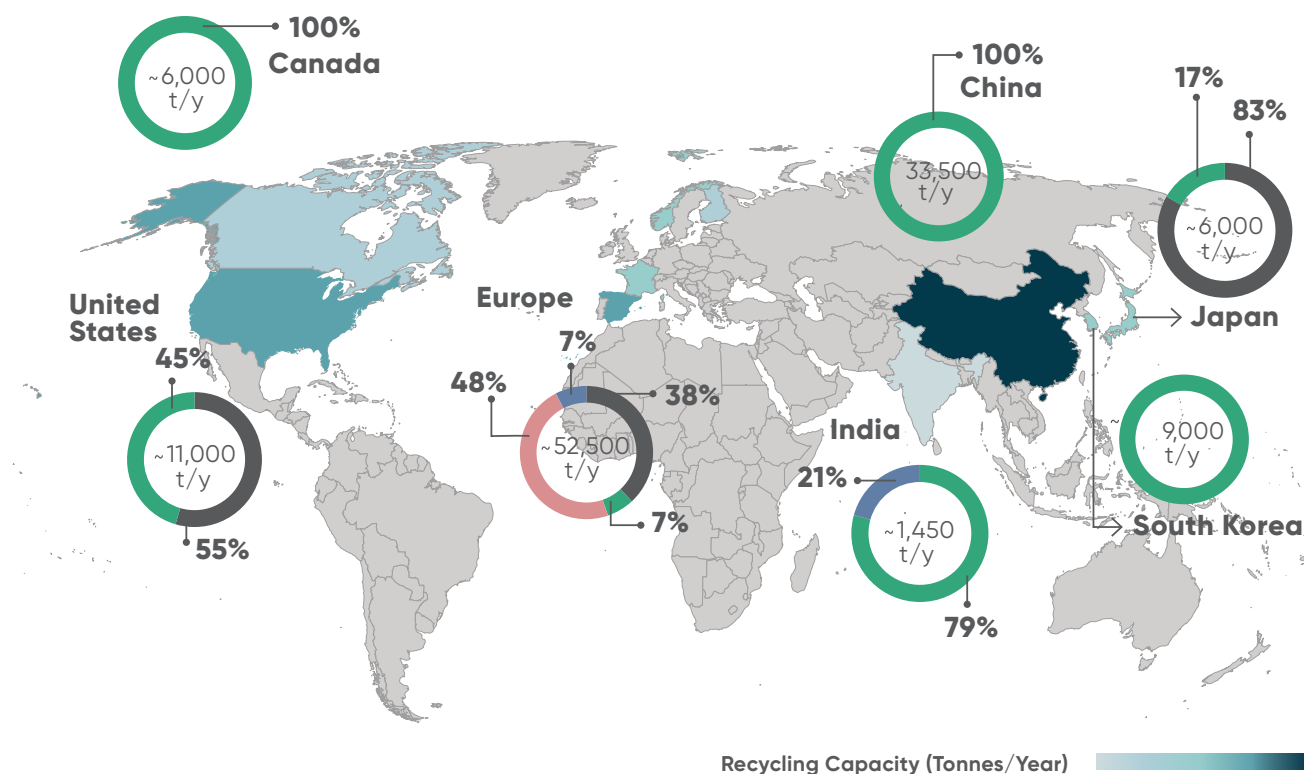 100%
Canada
~6,000
t/y
100%
China
33,500
t/y
17%
83%
~6,000
t/y
Japan
United
States
45%
~11,000
t/y
55%
Europe
7%
48%
38%
~52,500
t/y
7%
India
21%
~1,450
t/y
79%
~
9,000
t/y
South Korea
Recycling Capacity (Tonnes/Year)